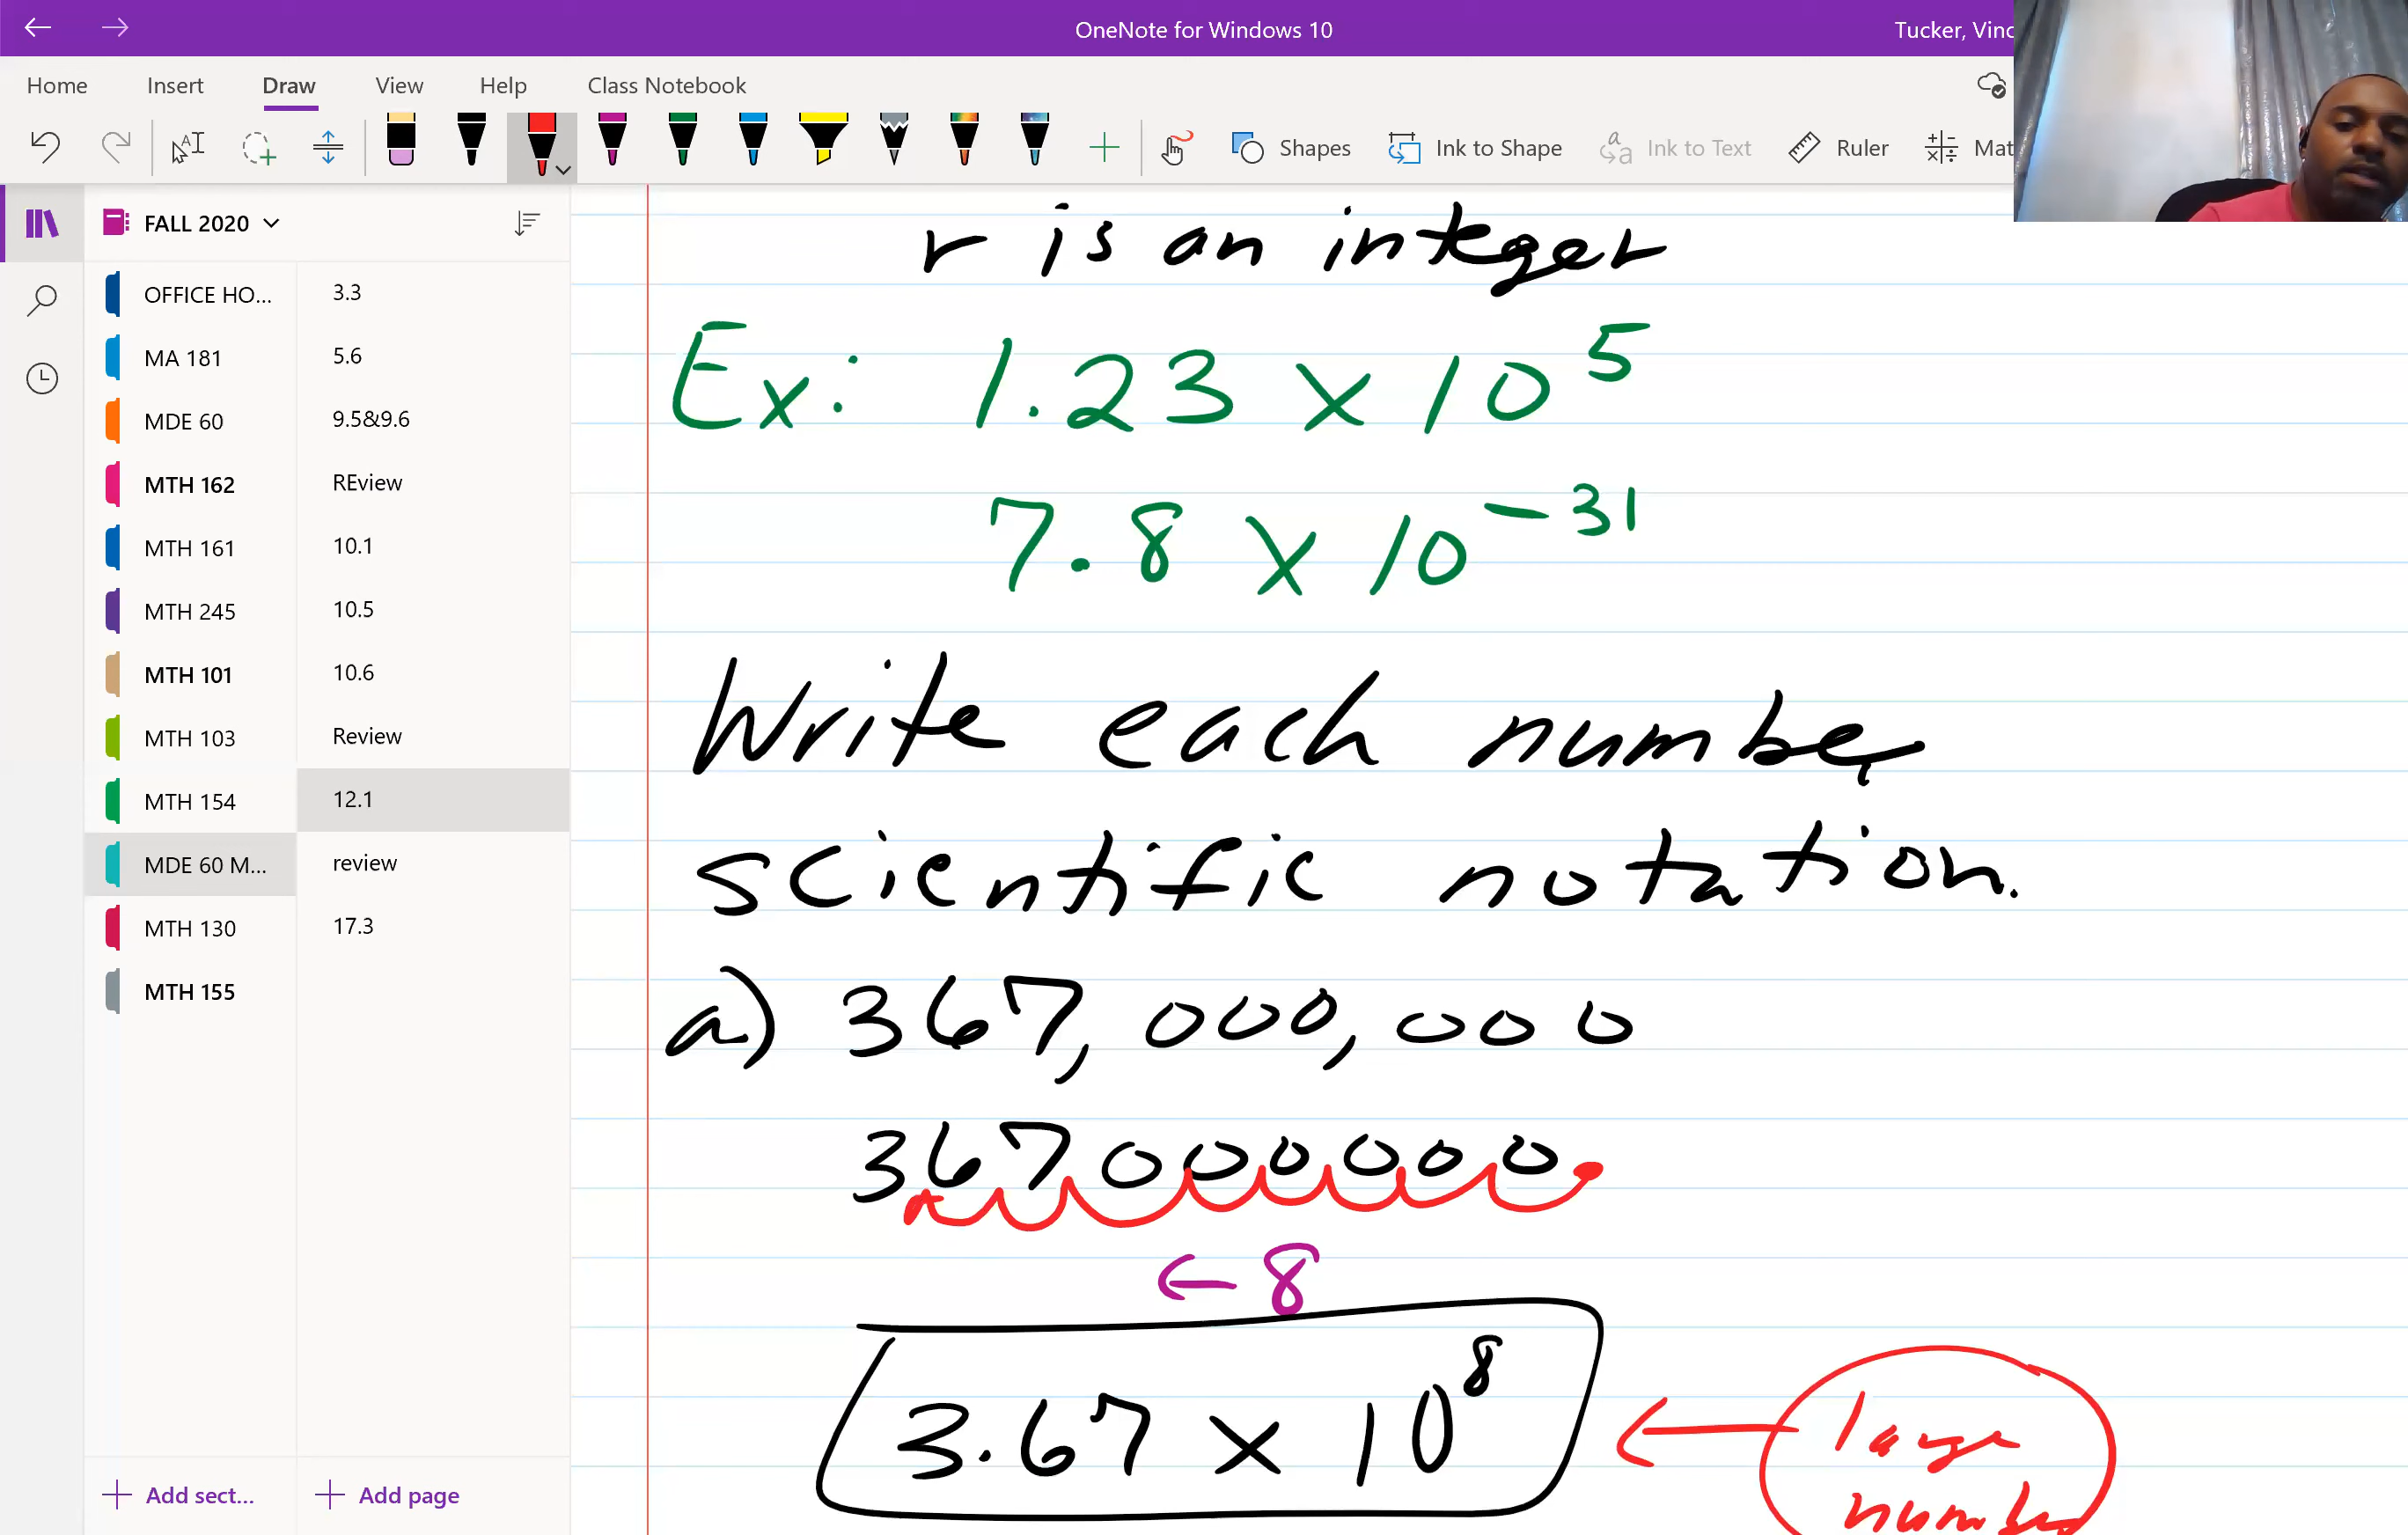 OneNote for Windows 10
Tucker, Vinc
Home Insert Draw View Help Class Notebook
Shapes Ink to Shape Ink to Text Ruler Mat
FALL 2020
OFFICE HO...
MA 181
MDE 60
MTH 162
MTH 161
MTH 245
MTH 101
MTH 103
MTH 154
MDE 60 M...
MTH 130
MTH 155
Add sect...
3.3
5.6
9.5&9.6
REview
10.1
10.5
10.6
Review
12.1
review
17.3
Add page
r is an integer
Ex: 1.23 x 10^5
7.8 x 10^-31
Write each number
scientific notation.
a) 367,000,000
367000000.
← 8
3.67 x 10^8
← large
number